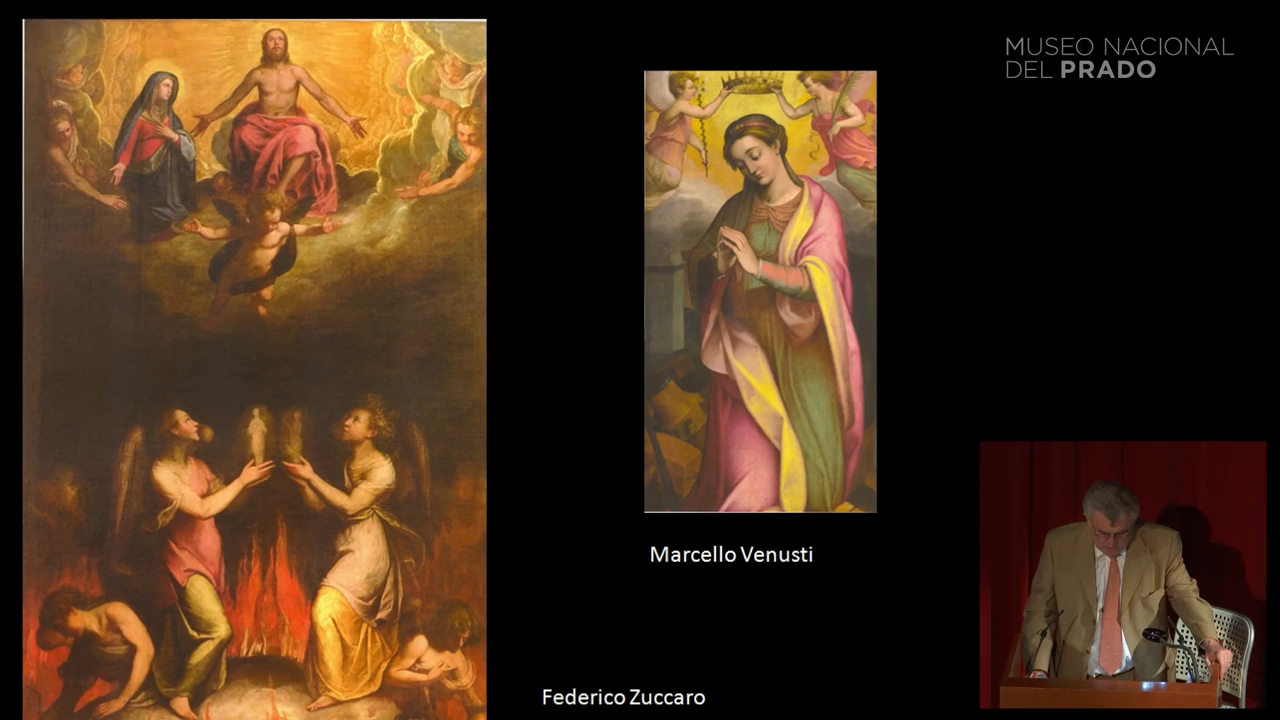 MUSEO NACIONAL
DEL PRADO
Marcello Venusti
Federico Zuccaro